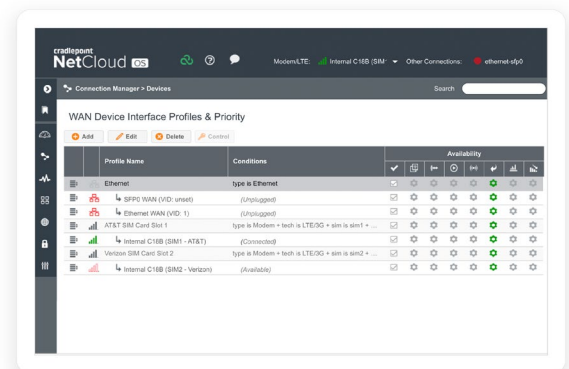 cradlepoint
NetCloud OS
Modem/LTE: Internal C18B (SIM- Other Connections: ethernet-sfp0
Connection Manager > Devices
Search
WAN Device Interface Profiles & Priority
Add Edit Delete Control
Availability
Profile Name Conditions
Ethernet type is Ethernet
SFP0 WAN (VID: unset) (Unplugged)
Ethernet WAN (VID: 1) (Unplugged)
AT&T SIM Card Slot 1 type is Modem + tech is LTE/3G + sim is sim1 + ...
Internal C18B (SIM1 - AT&T) (Connected)
Verizon SIM Card Slot 2 type is Modem + tech is LTE/3G + sim is sim2 + ...
Internal C18B (SIM2 - Verizon) (Available)